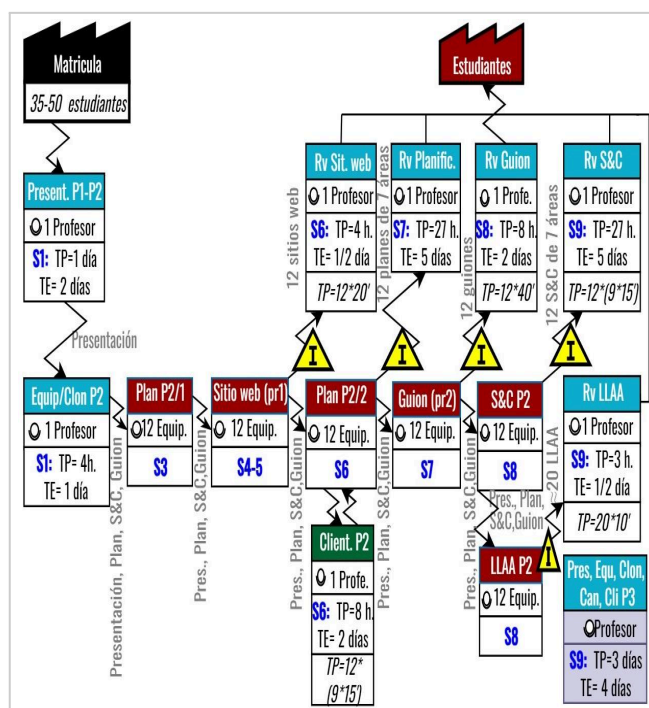 Matricula
35-50 estudiantes
Estudiantes
Present. P1-P2
1 Profesor
S1: TP=1 día
TE= 2 días
Presentación
Rv Sit. web
1 Profesor
S6: TP=4 h.
TE= 1/2 día
TP=12*20'
12 sitios web
Rv Planific.
1 Profesor
S7: TP=27 h.
TE= 5 días
12 planes de 7 áreas
Rv Guion
1 Profe.
S8: TP=8 h.
TE= 2 días
TP=12*40'
12 guiones
Rv S&C
1 Profesor
S9: TP=27 h.
TE= 5 días
TP=12*(9*15')
12 S&C de 7 áreas
I
I
I
I
Equip/Clon P2
1 Profesor
S1: TP= 4h.
TE= 1 día
Presentación, Plan, S&C, Guion
Plan P2/1
12 Equip.
S3
Pres., Plan, S&C,Guion
Sitio web (pr1)
12 Equip.
S4-5
Pres., Plan, S&C,Guion
Plan P2/2
12 Equip.
S6
Pres., Plan, S&C,Guion
Guion (pr2)
12 Equip.
S7
Pres., Plan, S&C,Guion
S&C P2
12 Equip.
S8
Pres., Plan,
S&C,Guion
≈20 LLAA
Rv LLAA
1 Profesor
S9: TP=3 h.
TE= 1/2 día
TP=20*10'
I
Client. P2
1 Profe.
S6: TP=8 h.
TE= 2 días
TP=12*
(9*15')
LLAA P2
12 Equip.
S8
Pres, Equ, Clon,
Can, Cli P3
Profesor
S9: TP=3 días
TE= 4 días